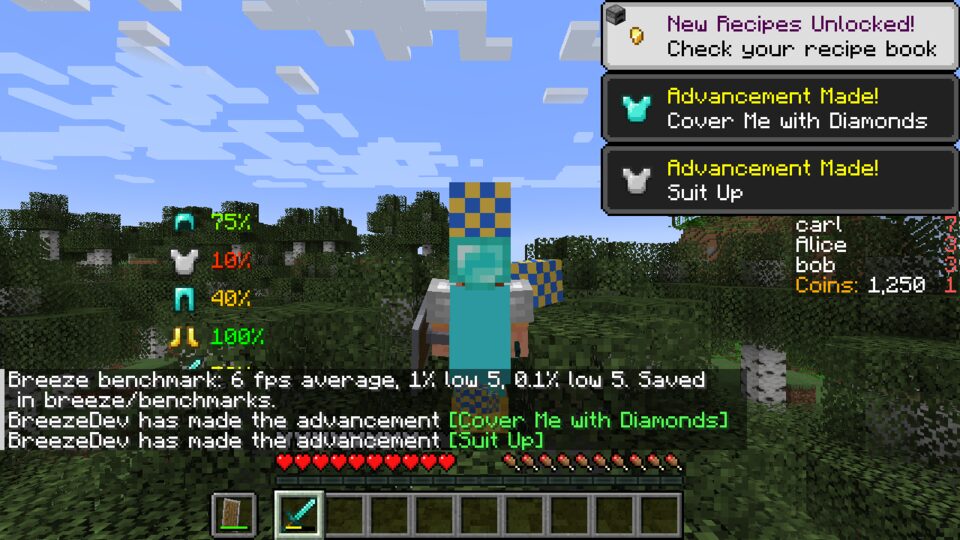 New Recipes Unlocked!
Check your recipe book
Advancement Made!
Cover Me with Diamonds
Advancement Made!
Suit Up
75%
10%
40%
100%
carl 7
Alice 3
bob 3
Coins: 1,250 1
Breeze benchmark: 6 fps average, 1% low 5, 0.1% low 5. Saved
in breeze/benchmarks.
BreezeDev has made the advancement [Cover Me with Diamonds]
BreezeDev has made the advancement [Suit Up]